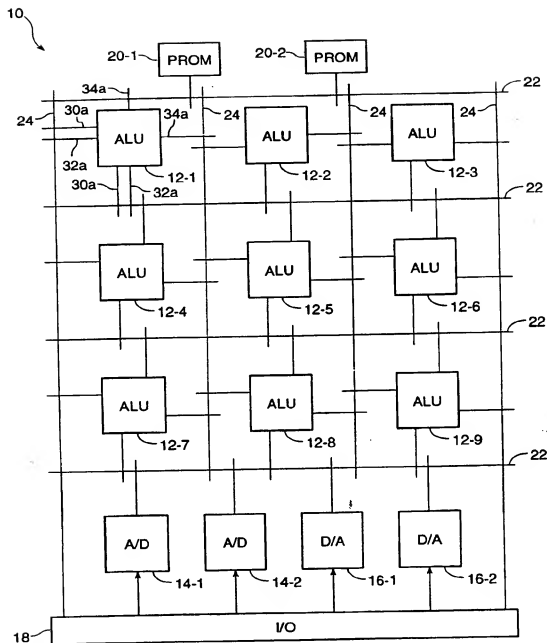 10
20-1
PROM
20-2
PROM
34a
22
30a
24
ALU
34a
24
ALU
24
ALU
24
32a
12-1
12-2
12-3
30a
32a
22
ALU
ALU
ALU
12-4
12-5
12-6
22
ALU
ALU
ALU
12-7
12-8
12-9
22
A/D
A/D
D/A
D/A
14-1
14-2
16-1
16-2
18
I/O